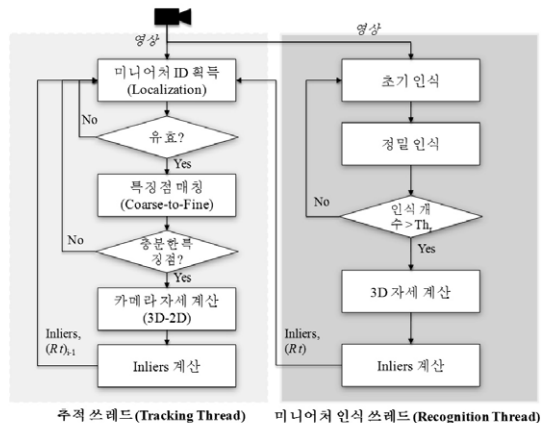 영상
영상
미니어처 ID 획득
(Localization)
No
유효?
Yes
특징점 매칭
(Coarse-to-Fine)
No
충분한 특
징점?
Yes
카메라 자세 계산
(3D-2D)
Inliers,
(Rt)i-1
Inliers 계산
추적 쓰레드 (Tracking Thread)
초기 인식
정밀 인식
No
인식 개
수 > Thr
Yes
3D 자세 계산
Inliers,
(Rt)
Inliers 계산
미니어처 인식 쓰레드 (Recognition Thread)